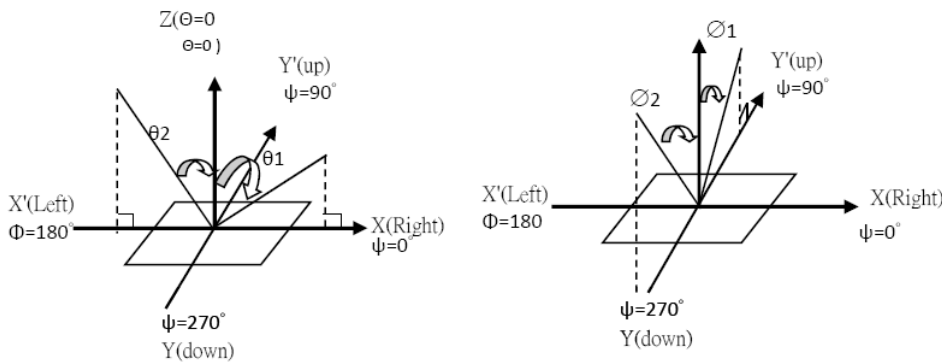 Z(Θ=0
Θ=0 )
Y'(up)
ψ=90°
θ2
θ1
X'(Left)
Φ=180°
X(Right)
ψ=0°
ψ=270°
Y(down)
∅1
Y'(up)
ψ=90°
∅2
X'(Left)
Φ=180
X(Right)
ψ=0°
ψ=270°
Y(down)